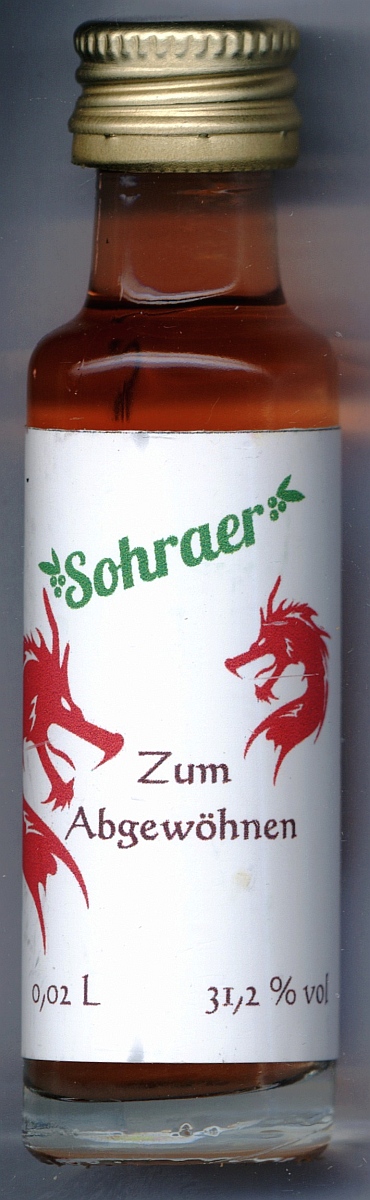 Sohraer
Zum
Abgewöhnen
0,02 L 31,2 % vol